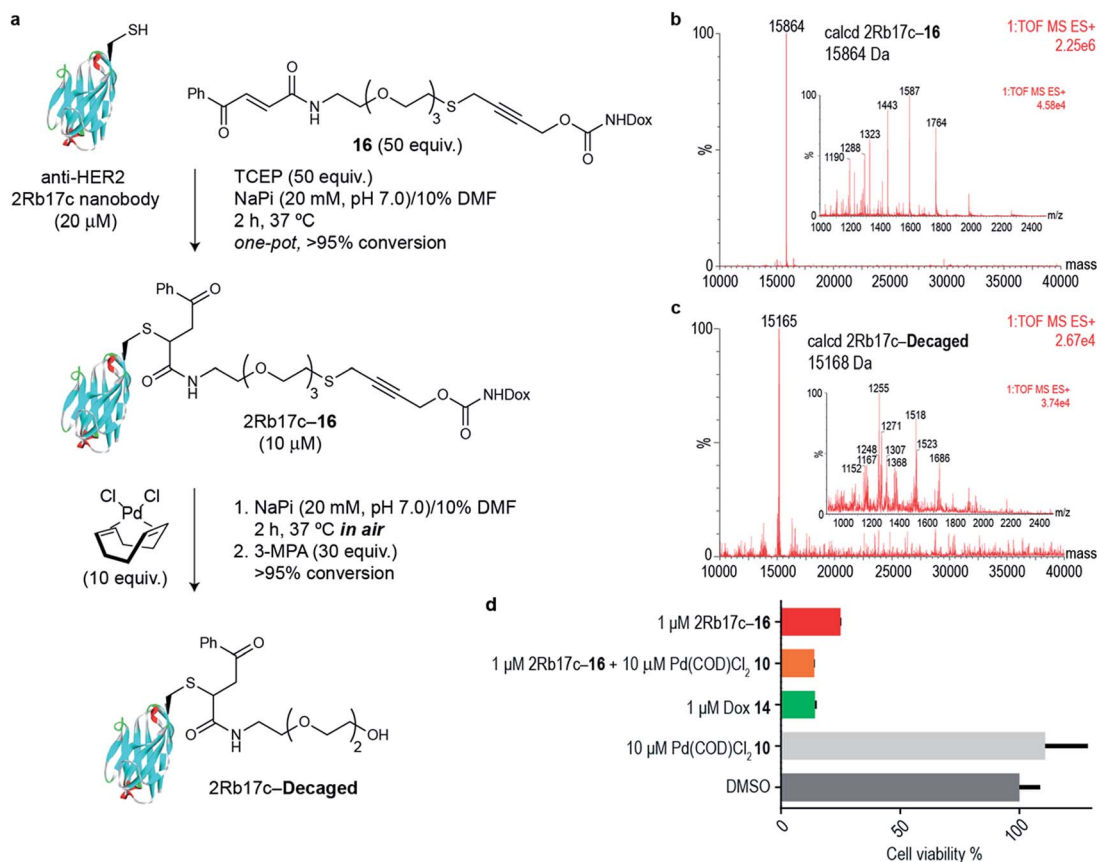 a
SH
anti-HER2
2Rb17c nanobody
(20 µM)
Ph
O
O
N
H
O
3
S
O
O
NHDox
16 (50 equiv.)
TCEP (50 equiv.)
NaPi (20 mM, pH 7.0)/10% DMF
2 h, 37 ºC
one-pot, >95% conversion
Ph
O
S
O
N
H
O
3
S
O
O
NHDox
2Rb17c–16
(10 µM)
Cl
Cl
Pd
(10 equiv.)
1. NaPi (20 mM, pH 7.0)/10% DMF
2 h, 37 ºC in air
2. 3-MPA (30 equiv.)
>95% conversion
Ph
O
S
O
N
H
O
2
OH
2Rb17c–Decaged
b
100
%
0
15864
calcd 2Rb17c–16
15864 Da
1:TOF MS ES+
2.25e6
1:TOF MS ES+
4.58e4
100
%
0
1190
1288
1323
1443
1587
1764
m/z
1000 1200 1400 1600 1800 2000 2200 2400
mass
10000 15000 20000 25000 30000 35000 40000
c
100
%
0
15165
calcd 2Rb17c–Decaged
15168 Da
1:TOF MS ES+
2.67e4
1:TOF MS ES+
3.74e4
100
%
0
1255
1271
1248
1167
1152
1307
1368
1518
1523
1686
m/z
1000 1200 1400 1600 1800 2000 2200 2400
mass
10000 15000 20000 25000 30000 35000 40000
d
1 µM 2Rb17c–16
1 µM 2Rb17c–16 + 10 µM Pd(COD)Cl2 10
1 µM Dox 14
10 µM Pd(COD)Cl2 10
DMSO
0 50 100
Cell viability %